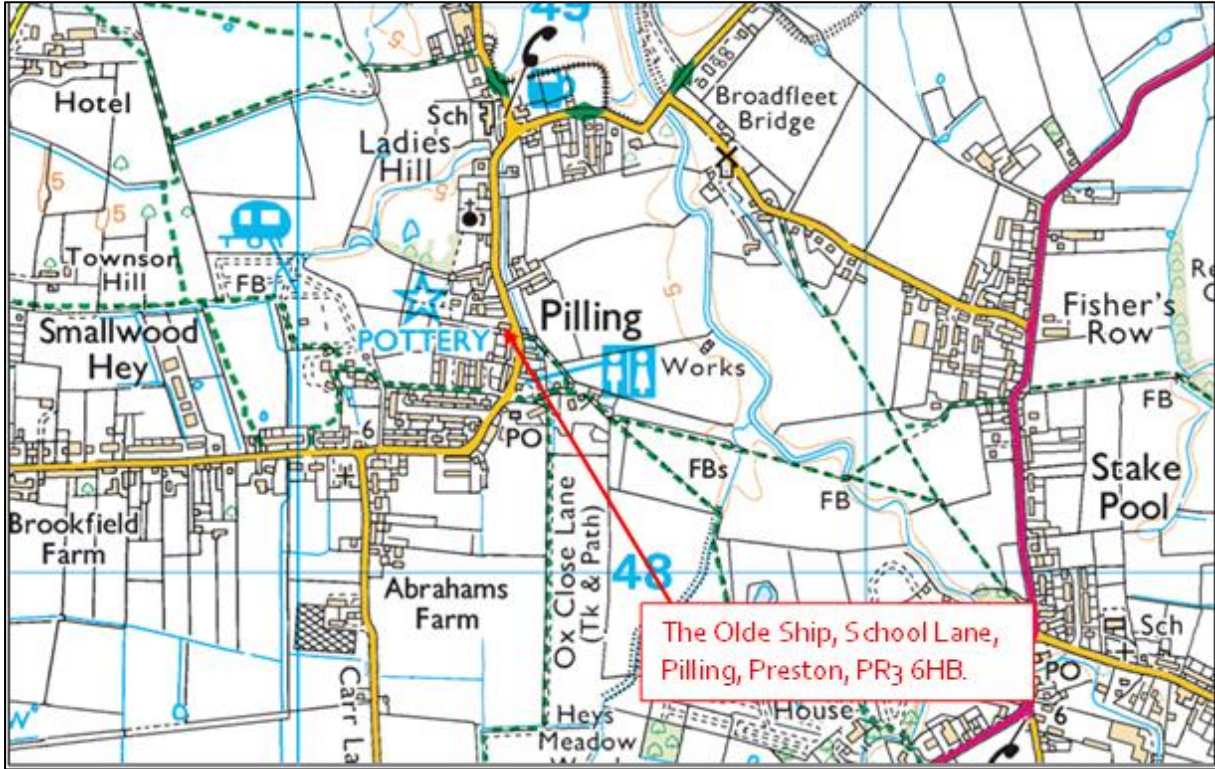 49
5
Hotel
Sch
Ladies
Hill
Broadfleet
Bridge
5
5
5
Townson
Hill
FB
Smallwood
Hey
POTTERY
Pilling
5
Works
Fisher's
Row
6
PO
FBs
FB
FB
Stake
Pool
Brookfield
Farm
Abrahams
Farm
Ox Close Lane
(Tk & Path)
48
The Olde Ship, School Lane,
Pilling, Preston, PR3 6HB.
Sch
PO
6
Carr La
Heys
Meadow
House